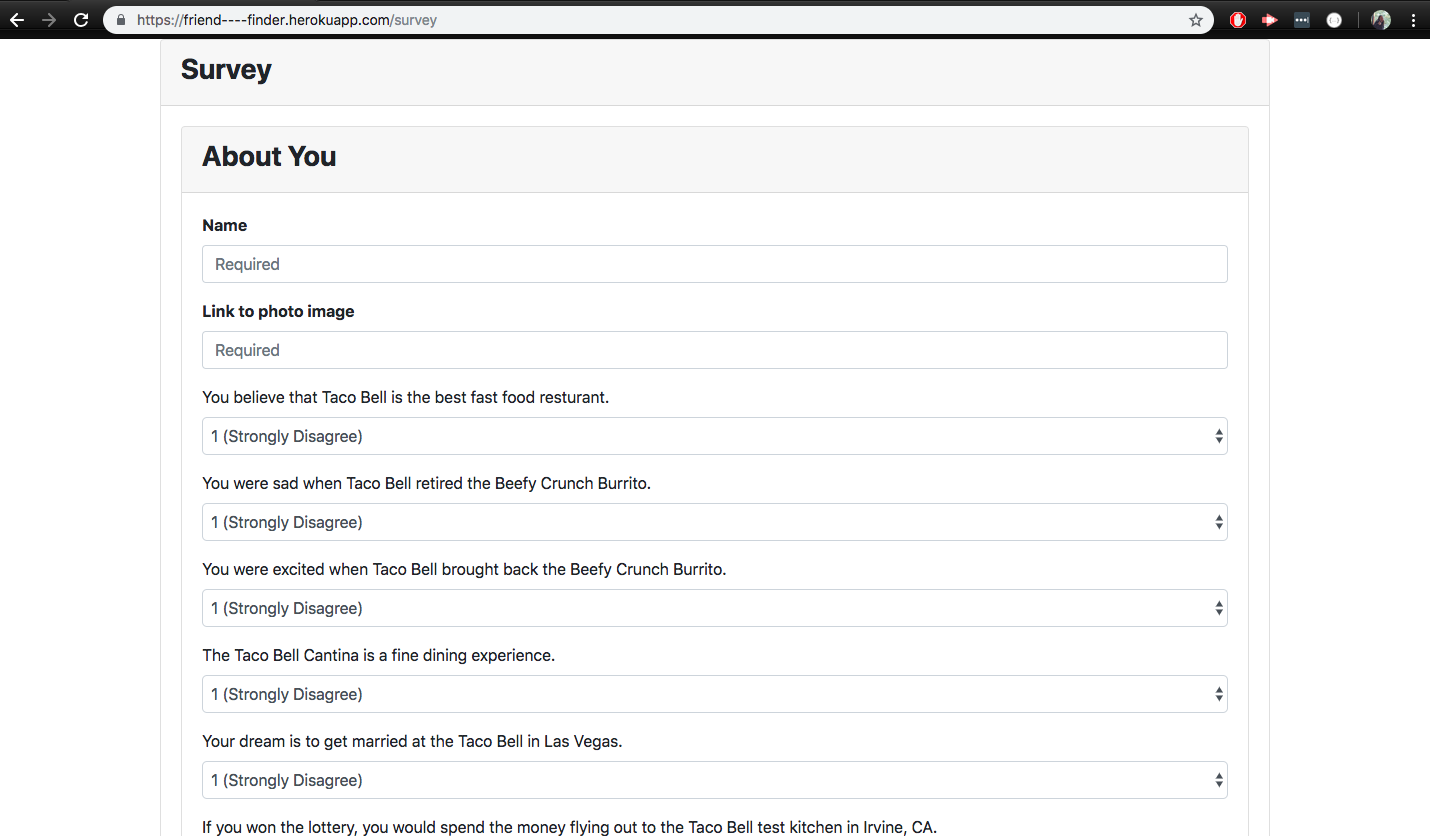 https://friend----finder.herokuapp.com/survey
Survey
About You
Name
Required
Link to photo image
Required
You believe that Taco Bell is the best fast food resturant.
1 (Strongly Disagree)
You were sad when Taco Bell retired the Beefy Crunch Burrito.
1 (Strongly Disagree)
You were excited when Taco Bell brought back the Beefy Crunch Burrito.
1 (Strongly Disagree)
The Taco Bell Cantina is a fine dining experience.
1 (Strongly Disagree)
Your dream is to get married at the Taco Bell in Las Vegas.
1 (Strongly Disagree)
If you won the lottery, you would spend the money flying out to the Taco Bell test kitchen in Irvine, CA.